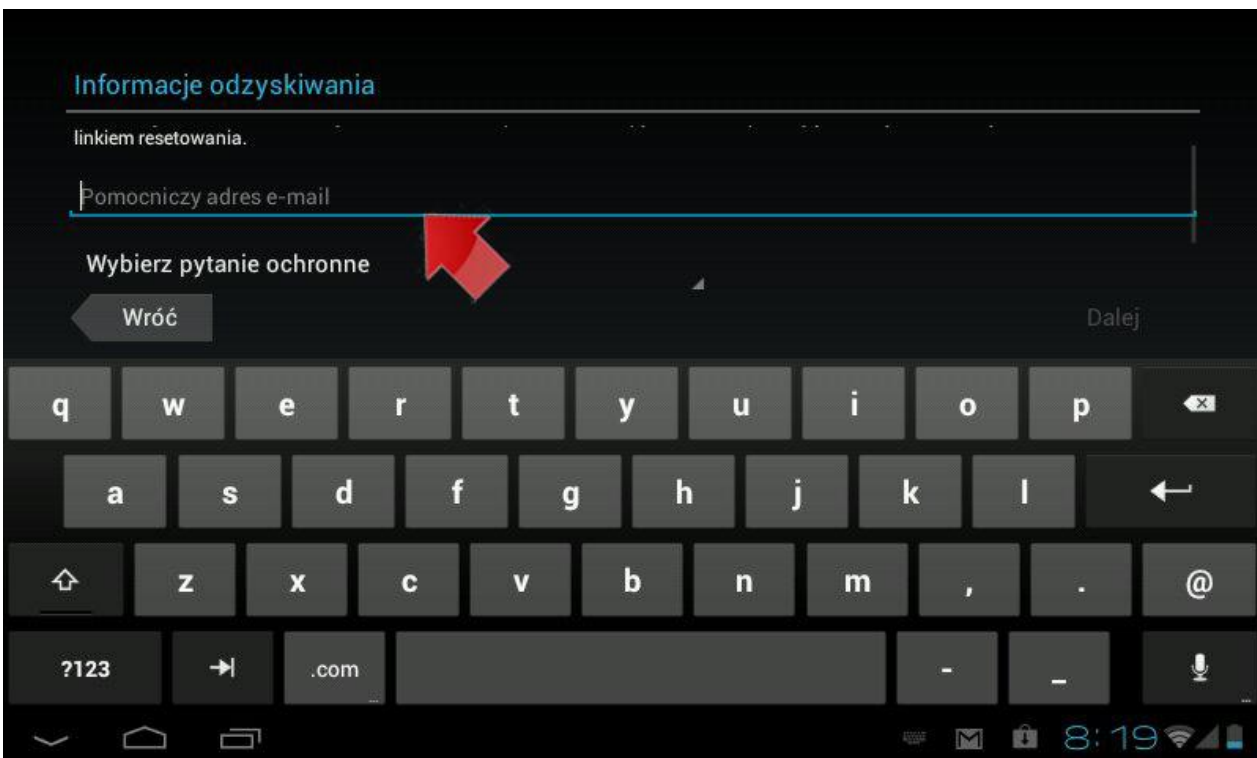 Informacje odzyskiwania
linkiem resetowania.
Pomocniczy adres e-mail
Wybierz pytanie ochronne
Wróć Dalej
q w e r t y u i o p
a s d f g h j k l
z x c v b n m , . @
?123 .com - _
8:19